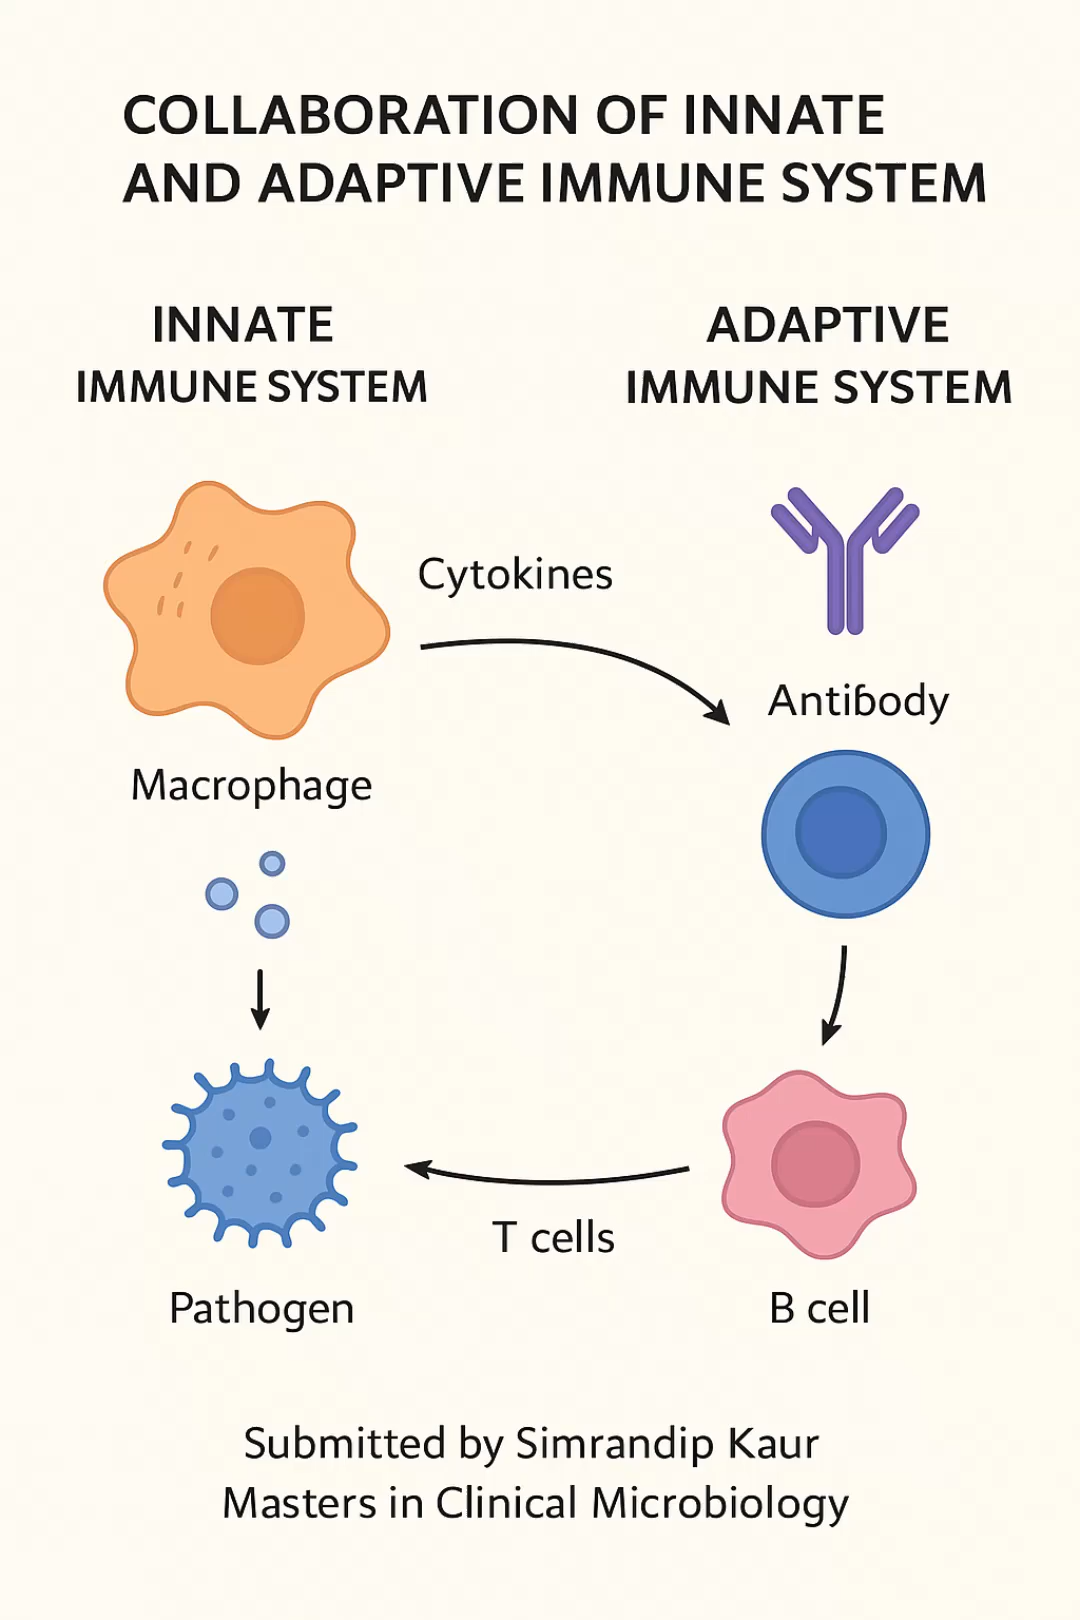 COLLABORATION OF INNATE
AND ADAPTIVE IMMUNE SYSTEM
INNATE
IMMUNE SYSTEM
ADAPTIVE
IMMUNE SYSTEM
Cytokines
Antibody
Macrophage
T cells
Pathogen
B cell
Submitted by Simrandip Kaur
Masters in Clinical Microbiology